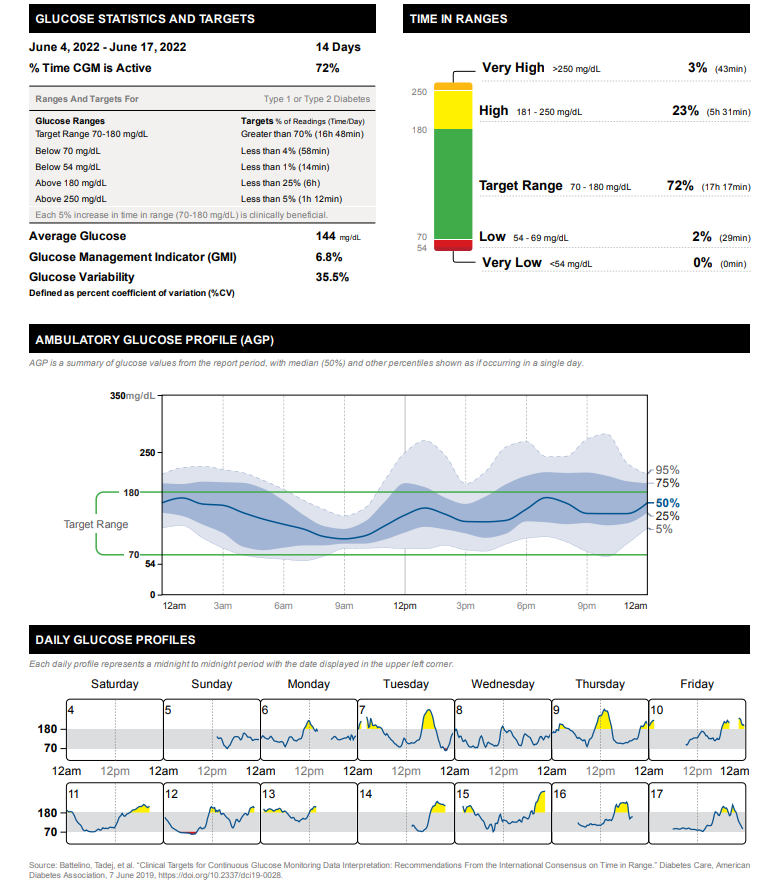 GLUCOSE STATISTICS AND TARGETS
June 4, 2022 - June 17, 2022 14 Days
% Time CGM is Active 72%
Ranges And Targets For Type 1 or Type 2 Diabetes
Glucose Ranges Targets % of Readings (Time/Day)
Target Range 70-180 mg/dL Greater than 70% (16h 48min)
Below 70 mg/dL Less than 4% (58min)
Below 54 mg/dL Less than 1% (14min)
Above 180 mg/dL Less than 25% (6h)
Above 250 mg/dL Less than 5% (1h 12min)
Each 5% increase in time in range (70-180 mg/dL) is clinically beneficial.
Average Glucose 144 mg/dL
Glucose Management Indicator (GMI) 6.8%
Glucose Variability 35.5%
Defined as percent coefficient of variation (%CV)
TIME IN RANGES
Very High >250 mg/dL 3% (43min)
250
High 181 - 250 mg/dL 23% (5h 31min)
180
Target Range 70 - 180 mg/dL 72% (17h 17min)
70
Low 54 - 69 mg/dL 2% (29min)
54
Very Low <54 mg/dL 0% (0min)
AMBULATORY GLUCOSE PROFILE (AGP)
AGP is a summary of glucose values from the report period, with median (50%) and other percentiles shown as if occurring in a single day.
350mg/dL
250
180
Target Range
70
54
0
95%
75%
50%
25%
5%
12am 3am 6am 9am 12pm 3pm 6pm 9pm 12am
DAILY GLUCOSE PROFILES
Each daily profile represents a midnight to midnight period with the date displayed in the upper left corner.
Saturday Sunday Monday Tuesday Wednesday Thursday Friday
4 5 6 7 8 9 10
180
70
12am 12pm 12am 12pm 12am 12pm 12am 12pm 12am 12pm 12am 12pm 12am 12pm 12am
11 12 13 14 15 16 17
180
70
Source: Battelino, Tadej, et al. "Clinical Targets for Continuous Glucose Monitoring Data Interpretation: Recommendations From the International Consensus on Time in Range." Diabetes Care, American
Diabetes Association, 7 June 2019, https://doi.org/10.2337/dci19-0028.